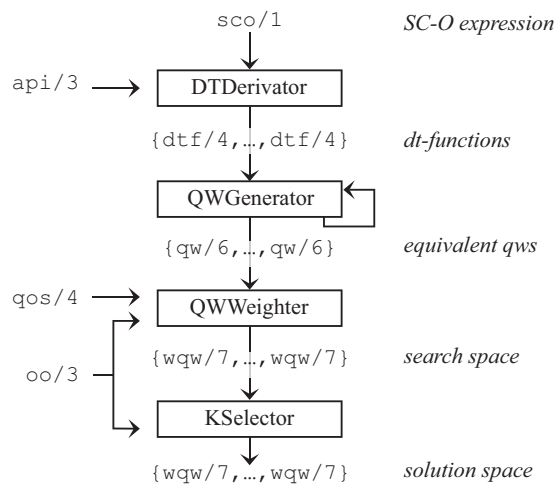 sco/1 SC-O expression
api/3 DTDerivator
{dtf/4,…,dtf/4} dt-functions
QWGenerator
{qw/6,…,qw/6} equivalent qws
qos/4 QWWeighter
{wqw/7,…,wqw/7} search space
oo/3
KSelector
{wqw/7,…,wqw/7} solution space